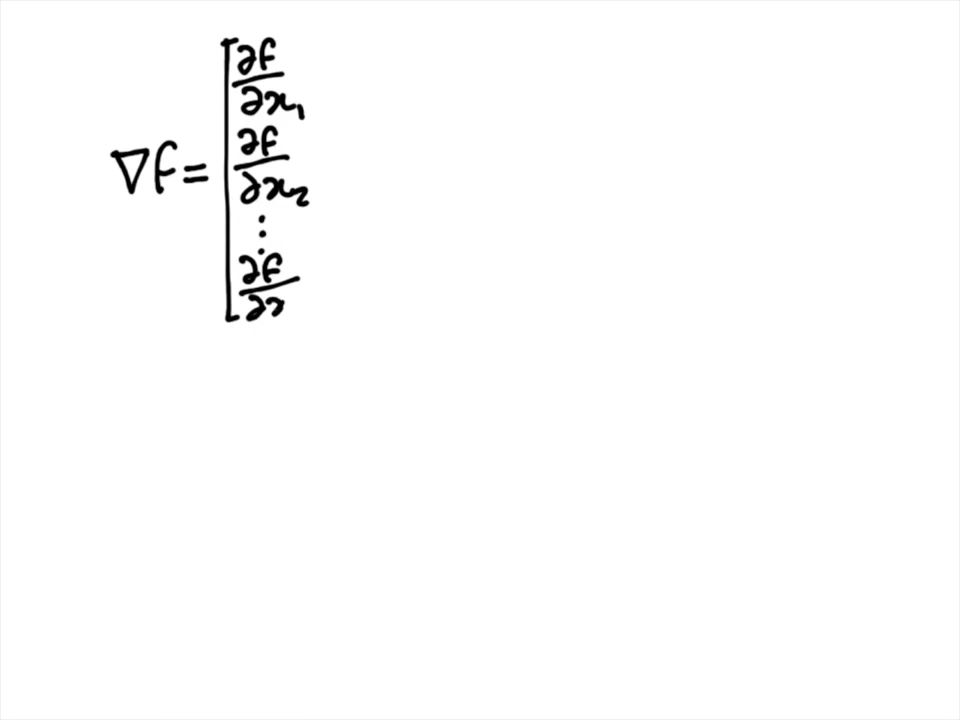 ∇f = [
∂f/∂x₁
∂f/∂x₂
⋮
∂f/∂x